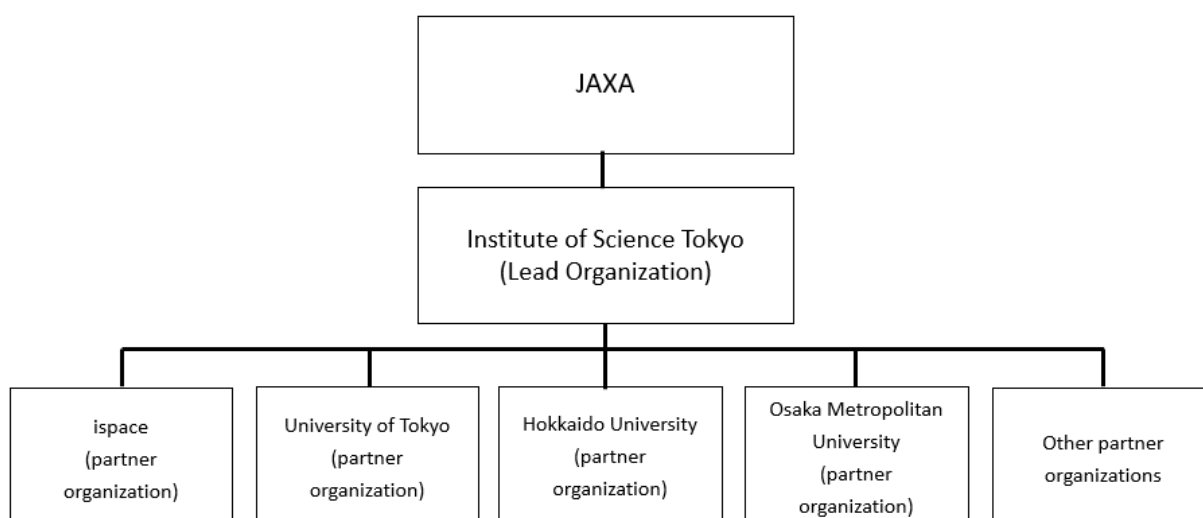 JAXA
Institute of Science Tokyo
(Lead Organization)
ispace
(partner
organization)
University of Tokyo
(partner
organization)
Hokkaido University
(partner
organization)
Osaka Metropolitan
University
(partner
organization)
Other partner
organizations